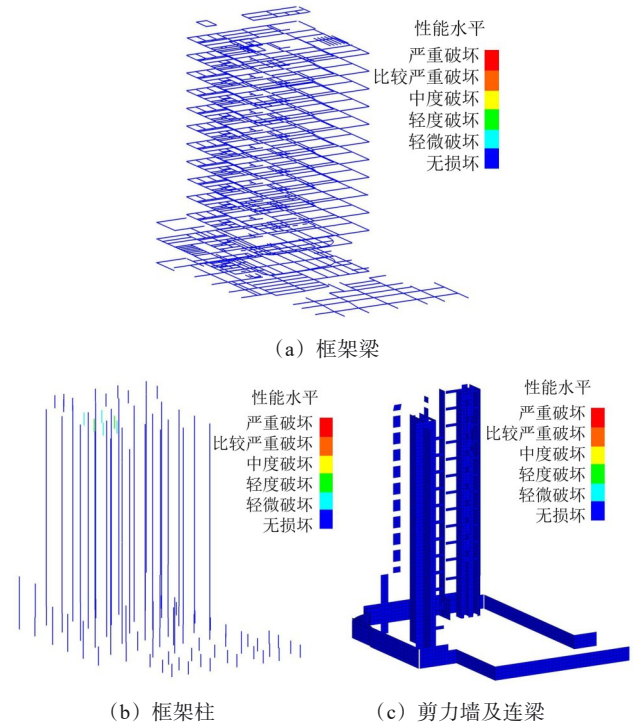 性能水平
严重破坏
比较严重破坏
中度破坏
轻度破坏
轻微破坏
无损坏
(a) 框架梁
性能水平
严重破坏
比较严重破坏
中度破坏
轻度破坏
轻微破坏
无损坏
(b) 框架柱
性能水平
严重破坏
比较严重破坏
中度破坏
轻度破坏
轻微破坏
无损坏
(c) 剪力墙及连梁